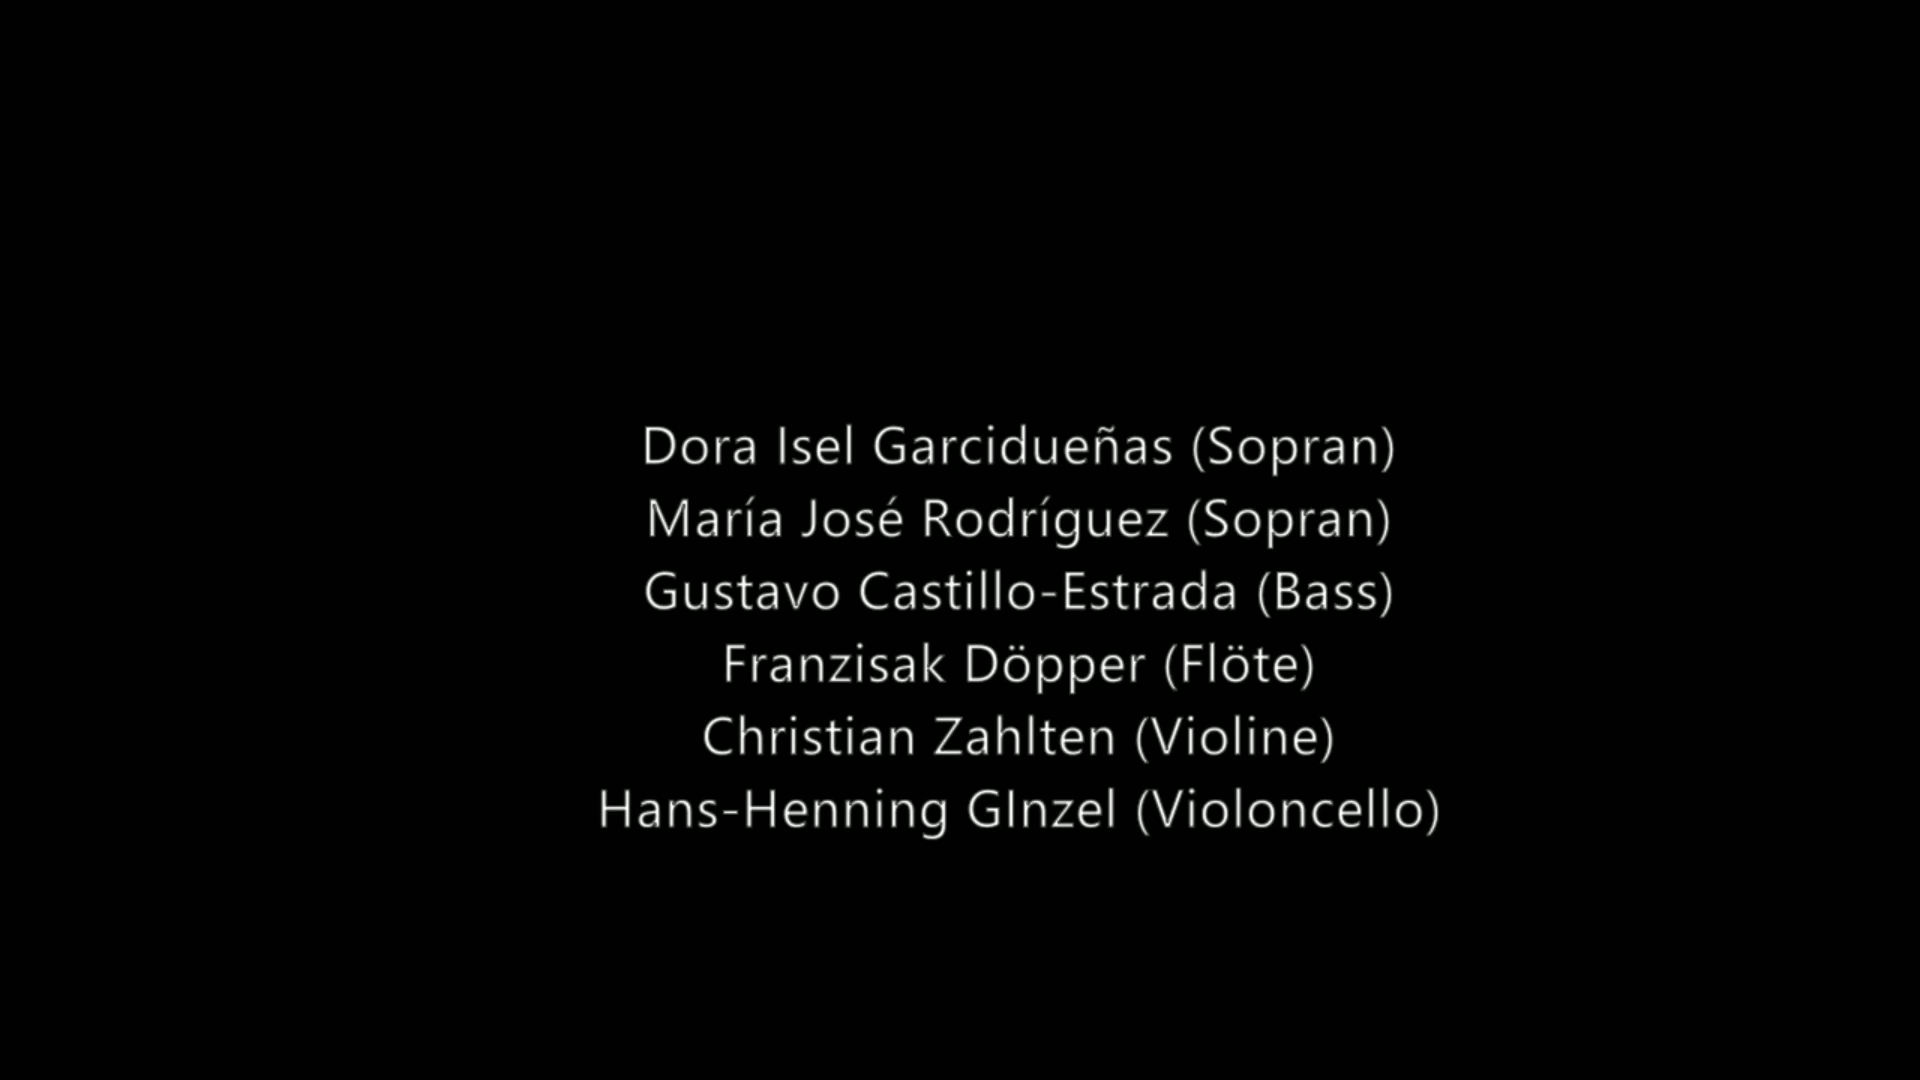 Dora Isel Garcidueñas (Sopran)
María José Rodríguez (Sopran)
Gustavo Castillo-Estrada (Bass)
Franzisak Döpper (Flöte)
Christian Zahlten (Violine)
Hans-Henning GInzel (Violoncello)